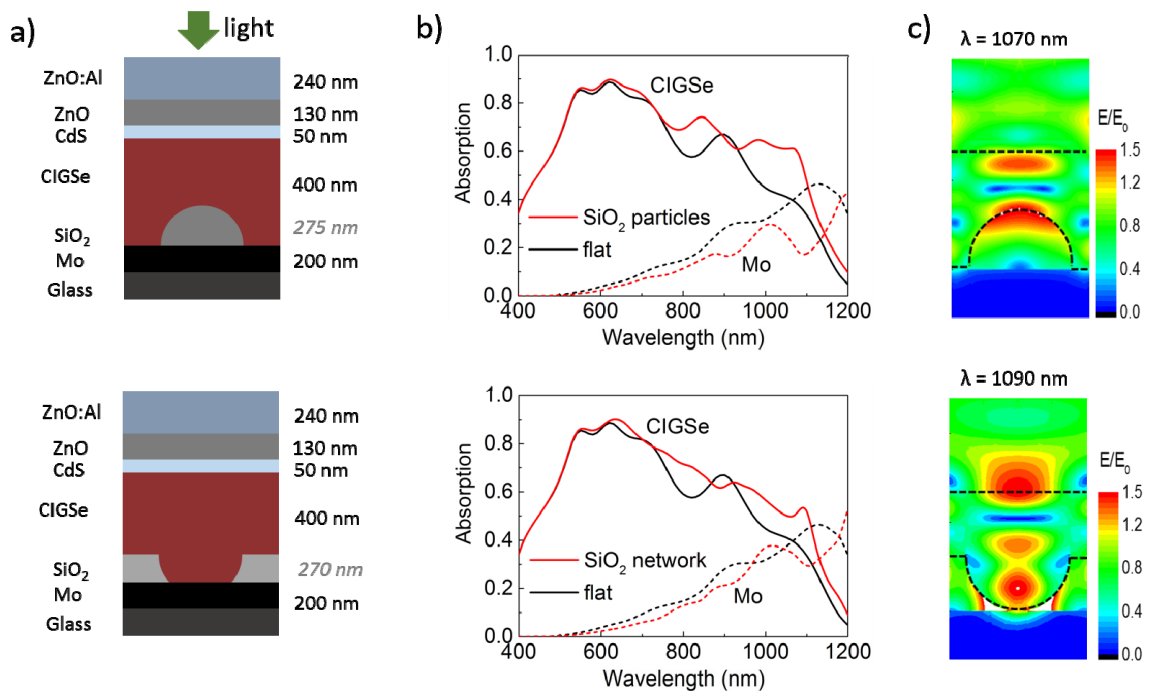 a)
light
ZnO:Al
240 nm
ZnO
130 nm
CdS
50 nm
CIGSe
400 nm
275 nm
SiO₂
Mo
200 nm
Glass
b)
1.0
0.8
0.6
0.4
0.2
0.0
Absorption
CIGSe
SiO₂ particles
flat
Mo
400 600 800 1000 1200
Wavelength (nm)
c)
λ = 1070 nm
E/E₀
1.5
1.2
0.8
0.4
0.0
ZnO:Al
240 nm
ZnO
130 nm
CdS
50 nm
CIGSe
400 nm
SiO₂
270 nm
Mo
200 nm
Glass
1.0
0.8
0.6
0.4
0.2
0.0
Absorption
CIGSe
SiO₂ network
flat
Mo
400 600 800 1000 1200
Wavelength (nm)
λ = 1090 nm
E/E₀
1.5
1.2
0.8
0.4
0.0